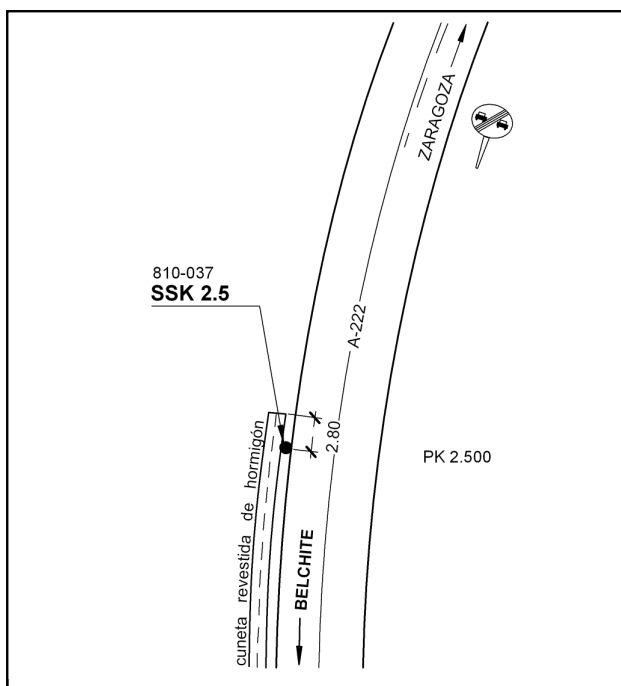 ZARAGOZA
810-037
SSK 2.5
A-222
2.80
PK 2.500
cuneta revestida de hormigón
BELCHITE